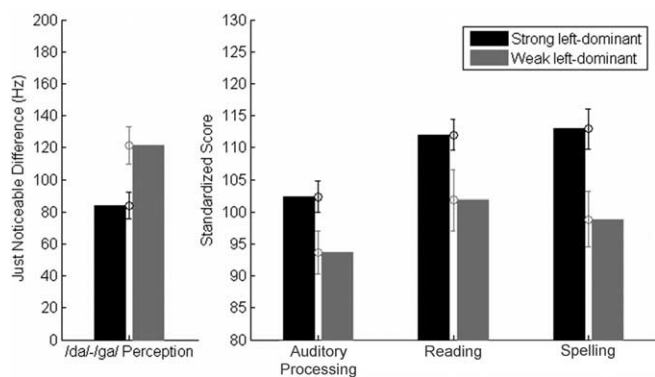 Just Noticeable Difference (Hz)
200
180
160
140
120
100
80
60
40
20
0
/da/-/ga/ Perception
Standardized Score
130
125
120
115
110
105
100
95
90
85
80
Auditory
Processing
Reading
Spelling
Strong left-dominant
Weak left-dominant